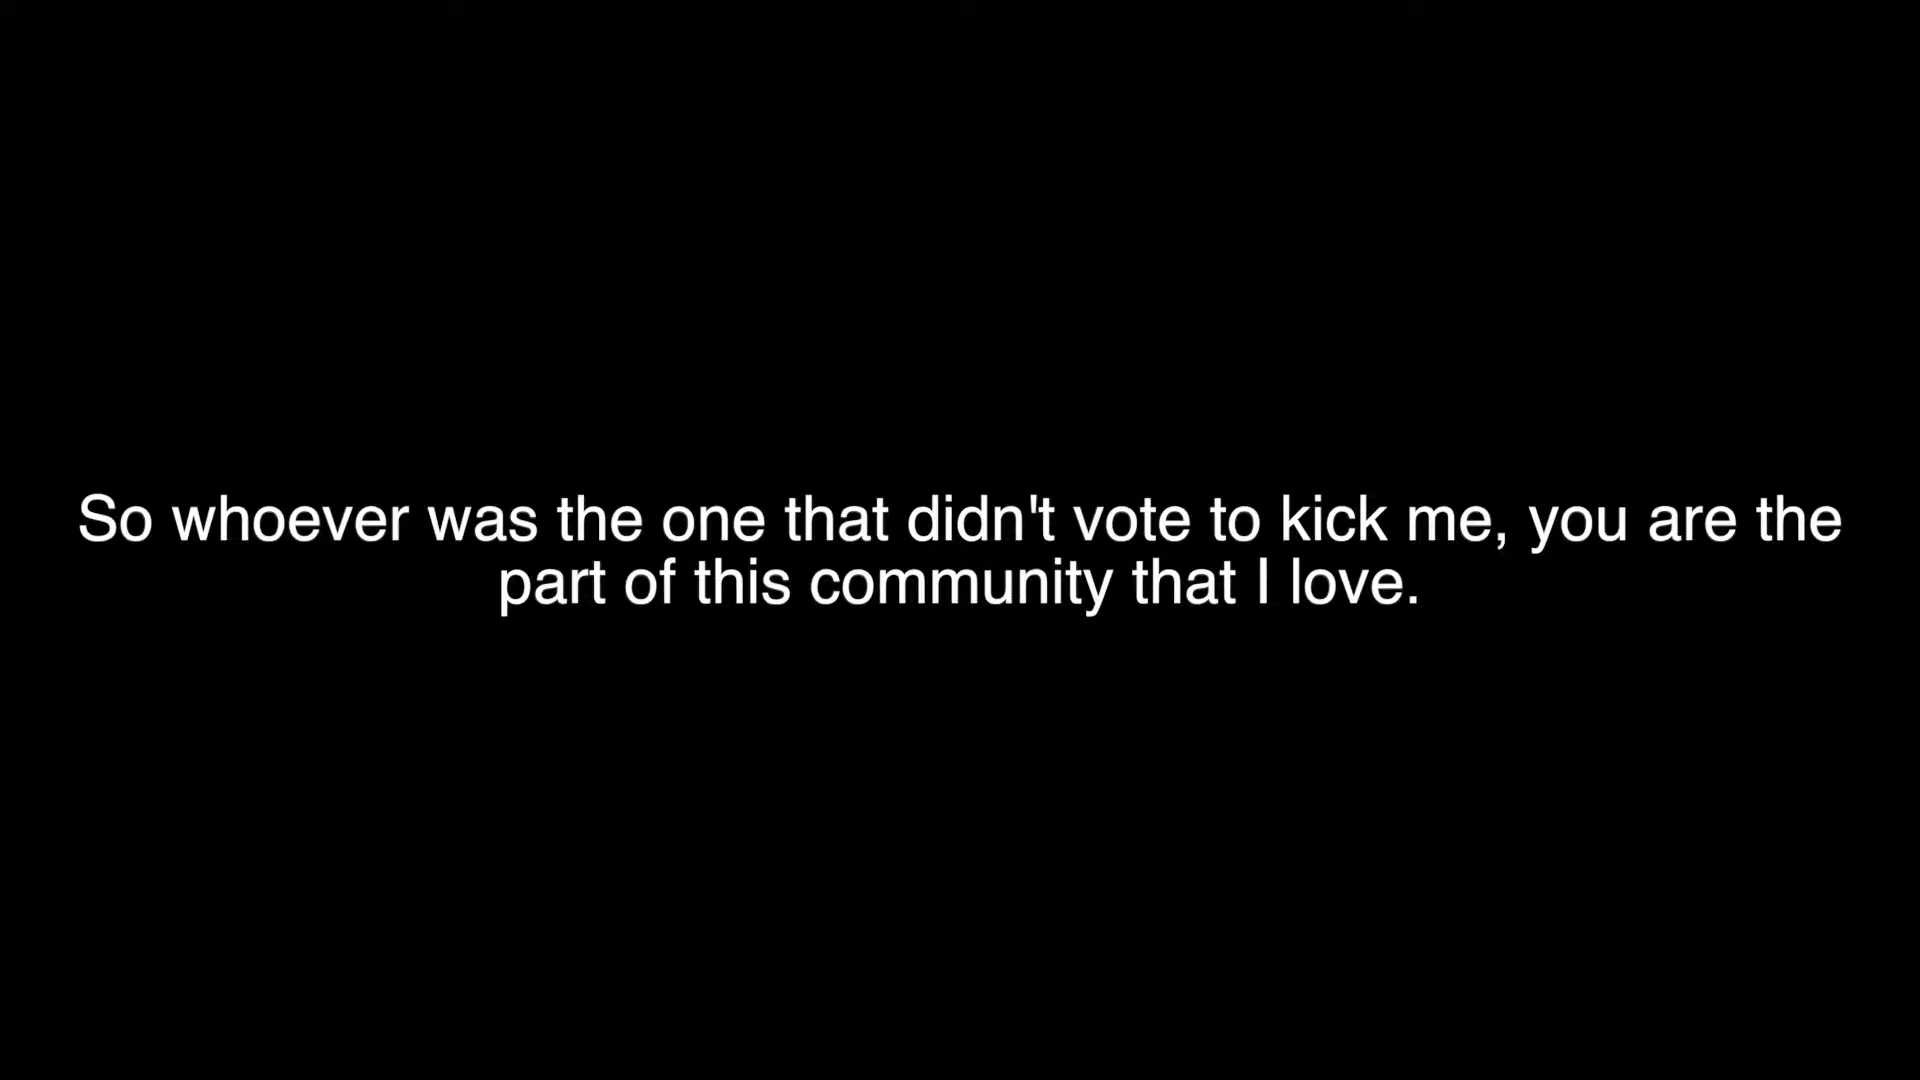 So whoever was the one that didn't vote to kick me, you are the
part of this community that I love.